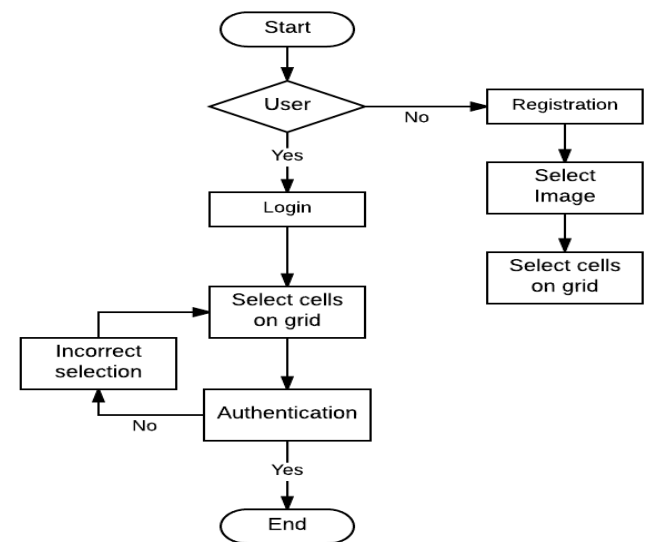 Start
User
No
Registration
Yes
Select
Image
Login
Select cells
on grid
Select cells
on grid
Incorrect
selection
Authentication
No
Yes
End